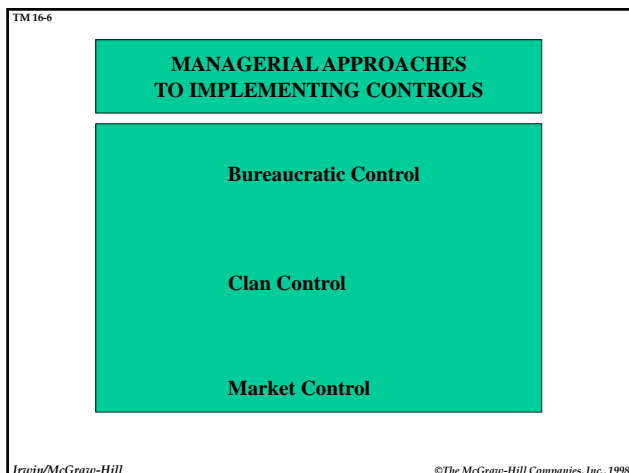 TM 16-6
MANAGERIAL APPROACHES
TO IMPLEMENTING CONTROLS
Bureaucratic Control
Clan Control
Market Control
Irwin/McGraw-Hill
©The McGraw-Hill Companies, Inc., 1998